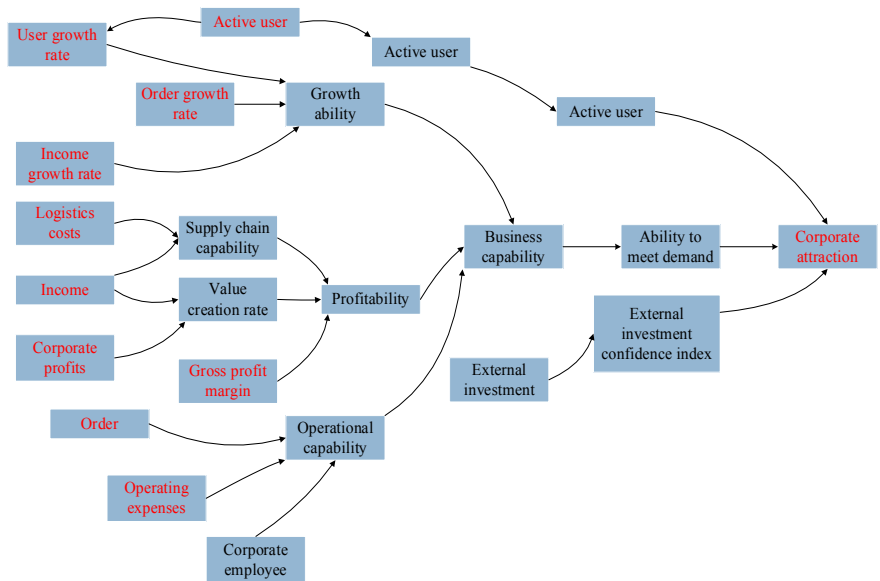 Active user
User growth
rate
Active user
Order growth
rate
Growth
ability
Active user
Income
growth rate
Logistics
costs
Supply chain
capability
Business
capability
Ability to
meet demand
Corporate
attraction
Income
Value
creation rate
Profitability
External
investment
confidence index
Corporate
profits
Gross profit
margin
External
investment
Order
Operational
capability
Operating
expenses
Corporate
employee